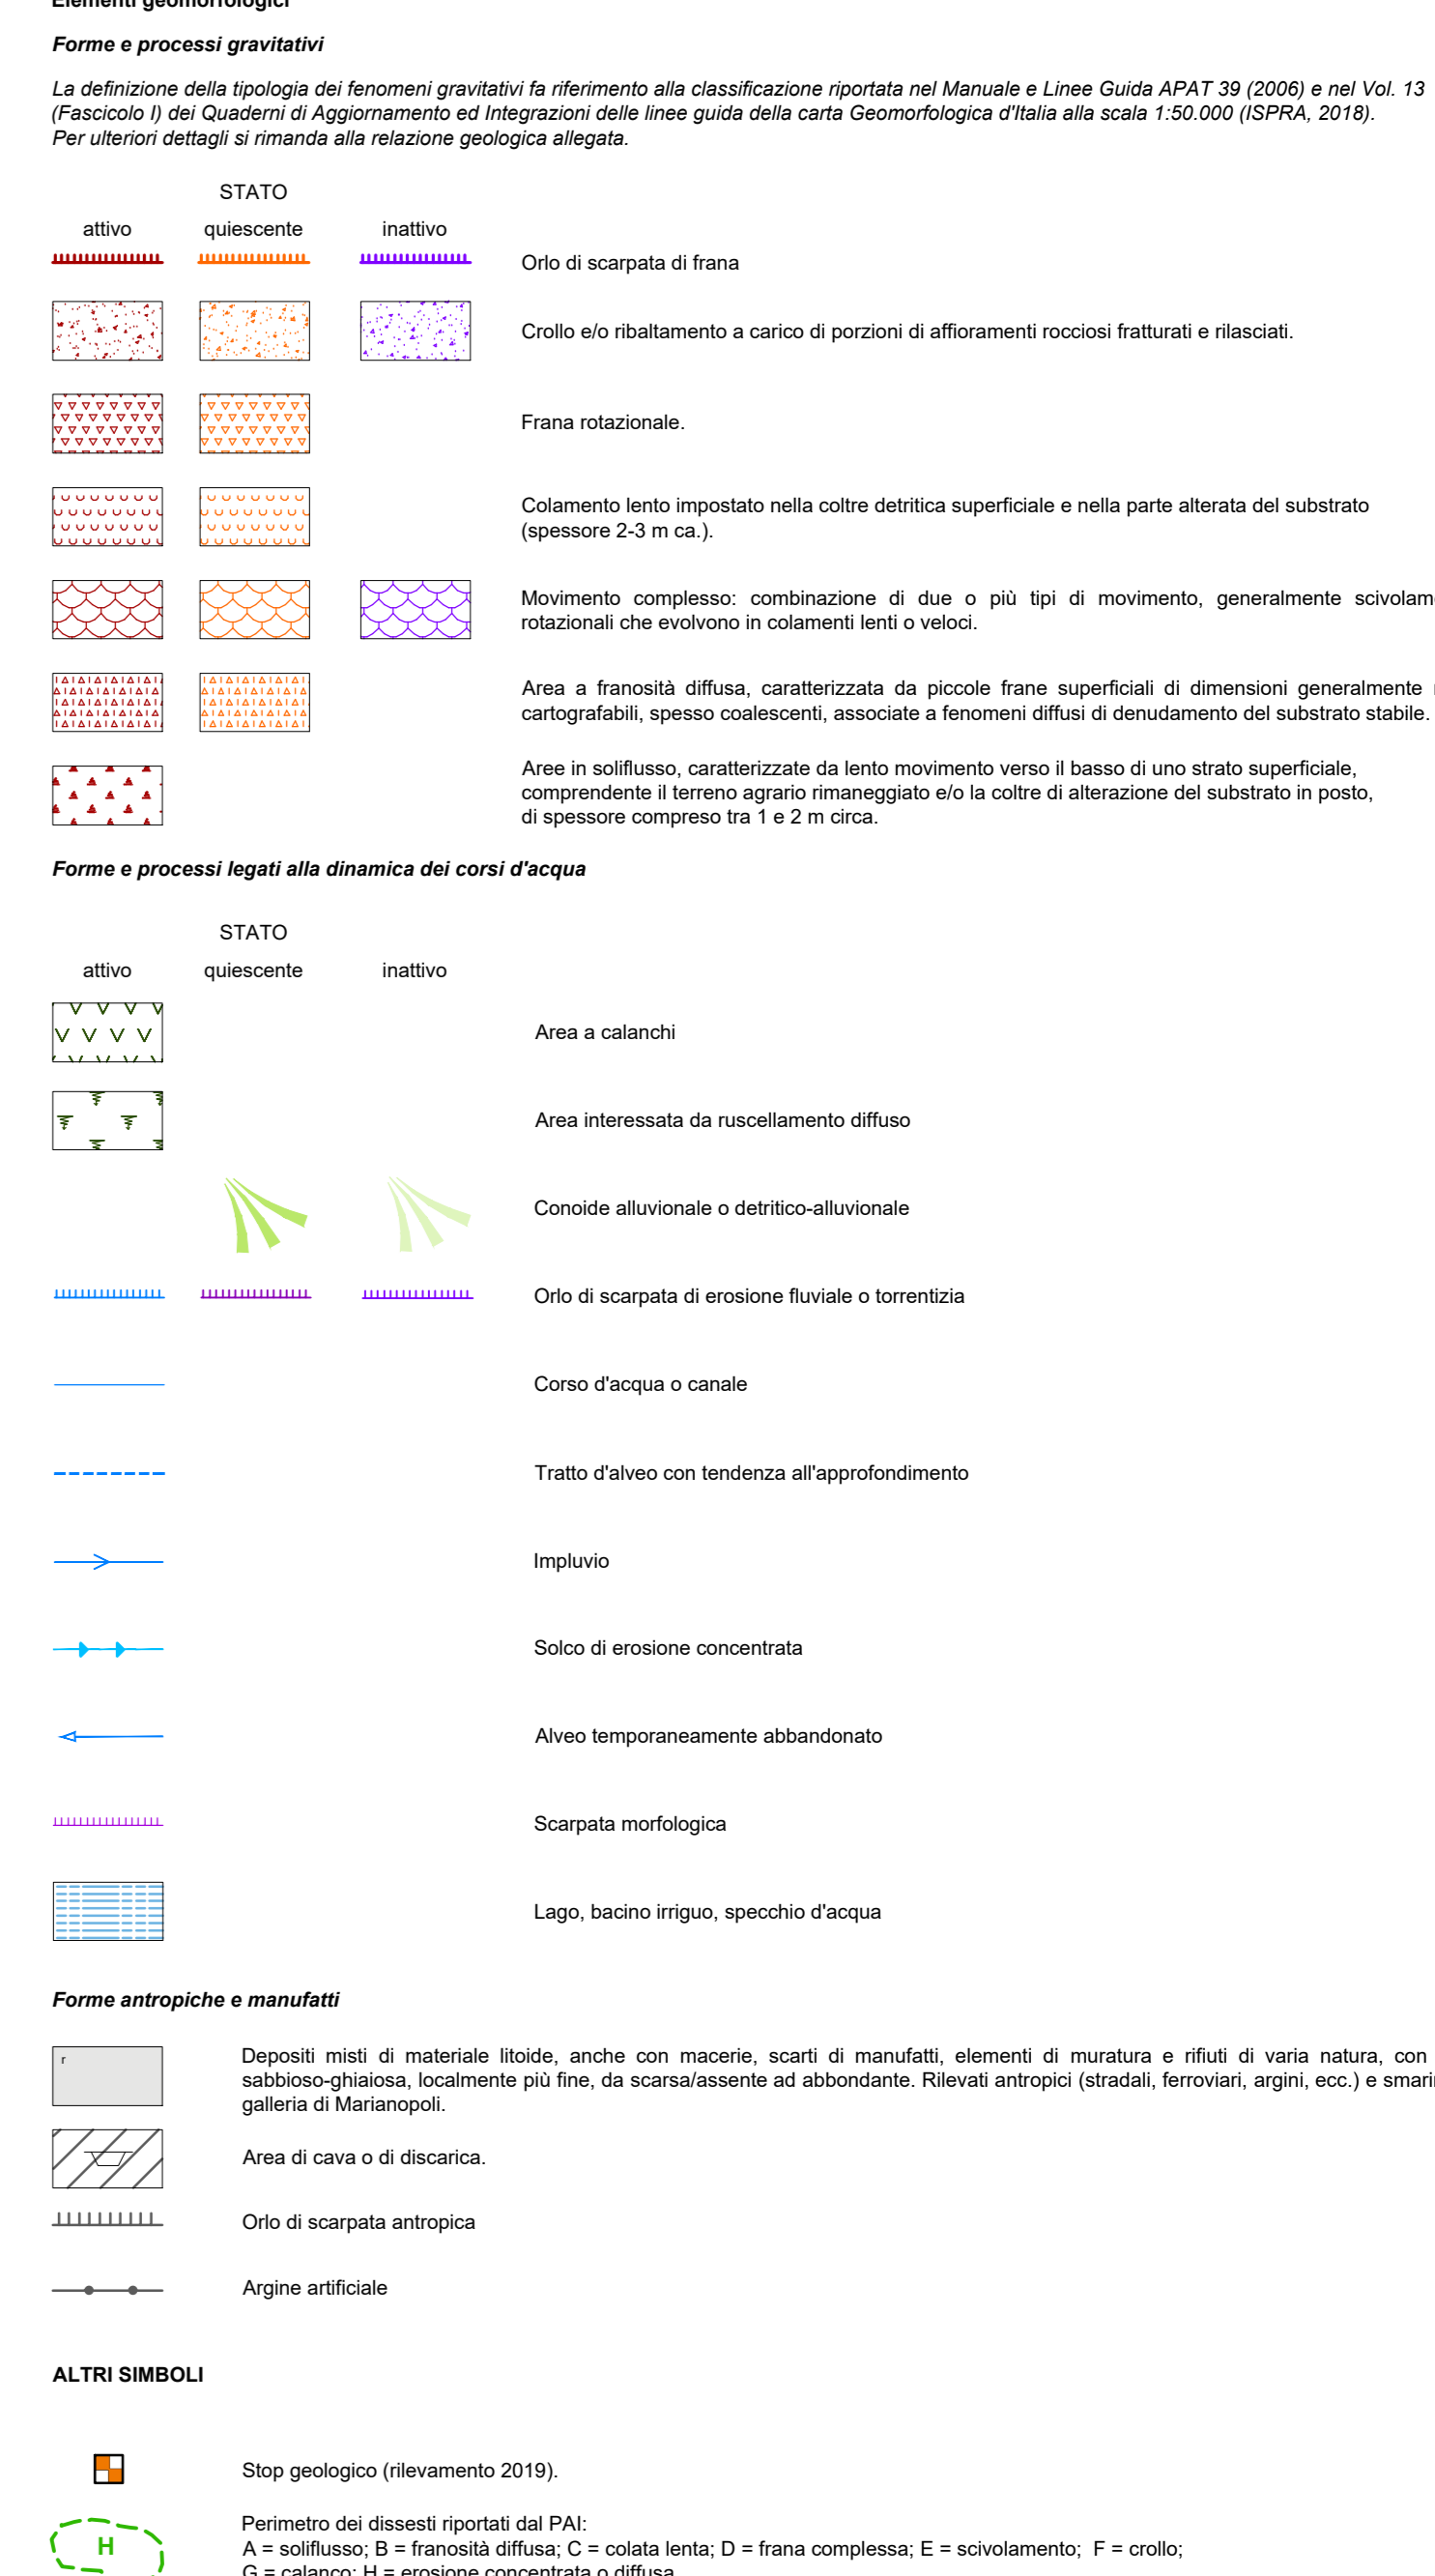 Elementi geomorfologici
Forme e processi gravitativi
La definizione della tipologia dei fenomeni gravitativi fa riferimento alla classificazione riportata nel Manuale e Linee Guida APAT 39 (2006) e nel Vol. 13
(Fascicolo I) dei Quaderni di Aggiornamento ed Integrazioni delle linee guida della carta Geomorfologica d'Italia alla scala 1:50.000 (ISPRA, 2018).
Per ulteriori dettagli si rimanda alla relazione geologica allegata.
STATO
attivo quiescente inattivo
Orlo di scarpata di frana
Crollo e/o ribaltamento a carico di porzioni di affioramenti rocciosi fratturati e rilasciati.
Frana rotazionale.
Colamento lento impostato nella coltre detritica superficiale e nella parte alterata del substrato
(spessore 2-3 m ca.).
Movimento complesso: combinazione di due o più tipi di movimento, generalmente
rotazionali che evolvono in colamenti lenti o veloci.
Area a franosità diffusa, caratterizzata da piccole frane superficiali di dimensioni generalmente
cartografabili, spesso coalescenti, associate a fenomeni diffusi di denudamento del substrato stabile.
Aree in soliflusso, caratterizzate da lento movimento verso il basso di uno strato superficiale,
comprendente il terreno agrario rimaneggiato e/o la coltre di alterazione del substrato in posto,
di spessore compreso tra 1 e 2 m circa.
Forme e processi legati alla dinamica dei corsi d'acqua
STATO
attivo quiescente inattivo
Area a calanchi
Area interessata da ruscellamento diffuso
Conoide alluvionale o detritico-alluvionale
Orlo di scarpata di erosione fluviale o torrentizia
Corso d'acqua o canale
Tratto d'alveo con tendenza all'approfondimento
Impluvio
Solco di erosione concentrata
Alveo temporaneamente abbandonato
Scarpata morfologica
Lago, bacino irriguo, specchio d'acqua
Forme antropiche e manufatti
r
Depositi misti di materiale litoide, anche con macerie, scarti di manufatti, elementi di muratura e rifiuti di varia natura, con
sabbioso-ghiaiosa, localmente più fine, da scarsa/assente ad abbondante. Rilevati antropici (stradali, ferroviari, argini, ecc.) e
galleria di Marianopoli.
Area di cava o di discarica.
Orlo di scarpata antropica
Argine artificiale
ALTRI SIMBOLI
Stop geologico (rilevamento 2019).
H
Perimetro dei dissesti riportati dal PAI:
A = soliflusso; B = franosità diffusa; C = colata lenta; D = frana complessa; E = scivolamento; F = crollo;
G = calanco; H = erosione concentrata o diffusa